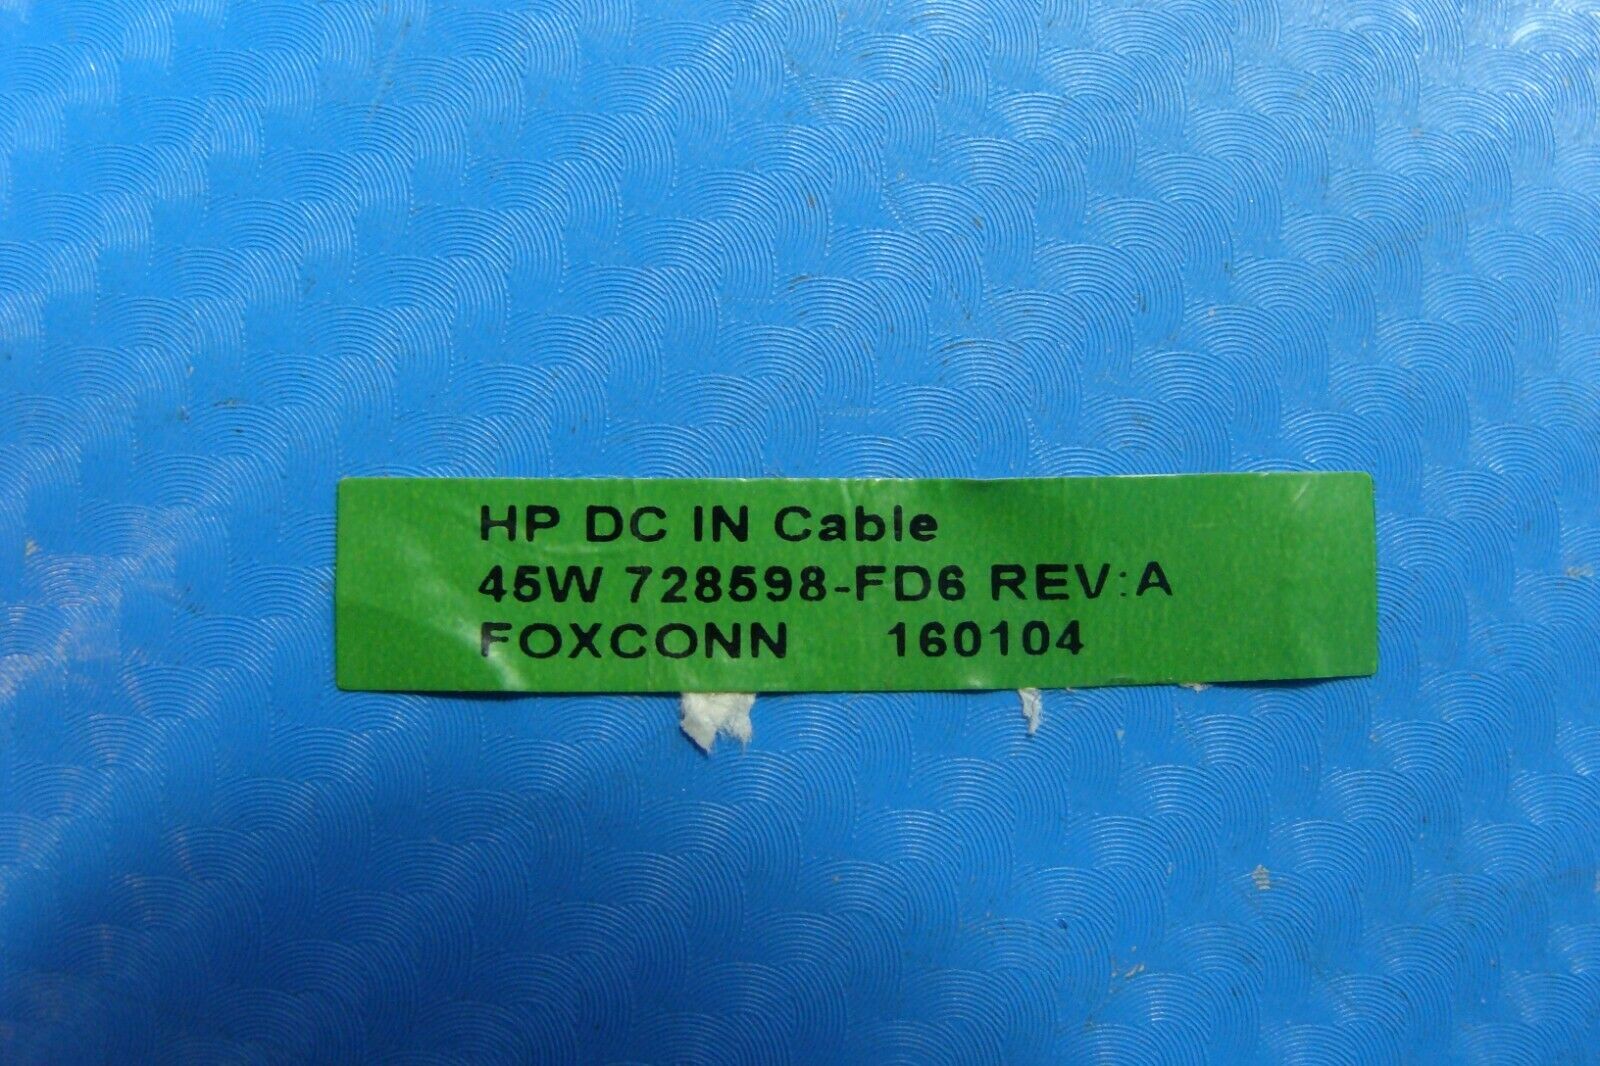 HP DC IN Cable
45W 728598-FD6 REV:A
FOXCONN 160104